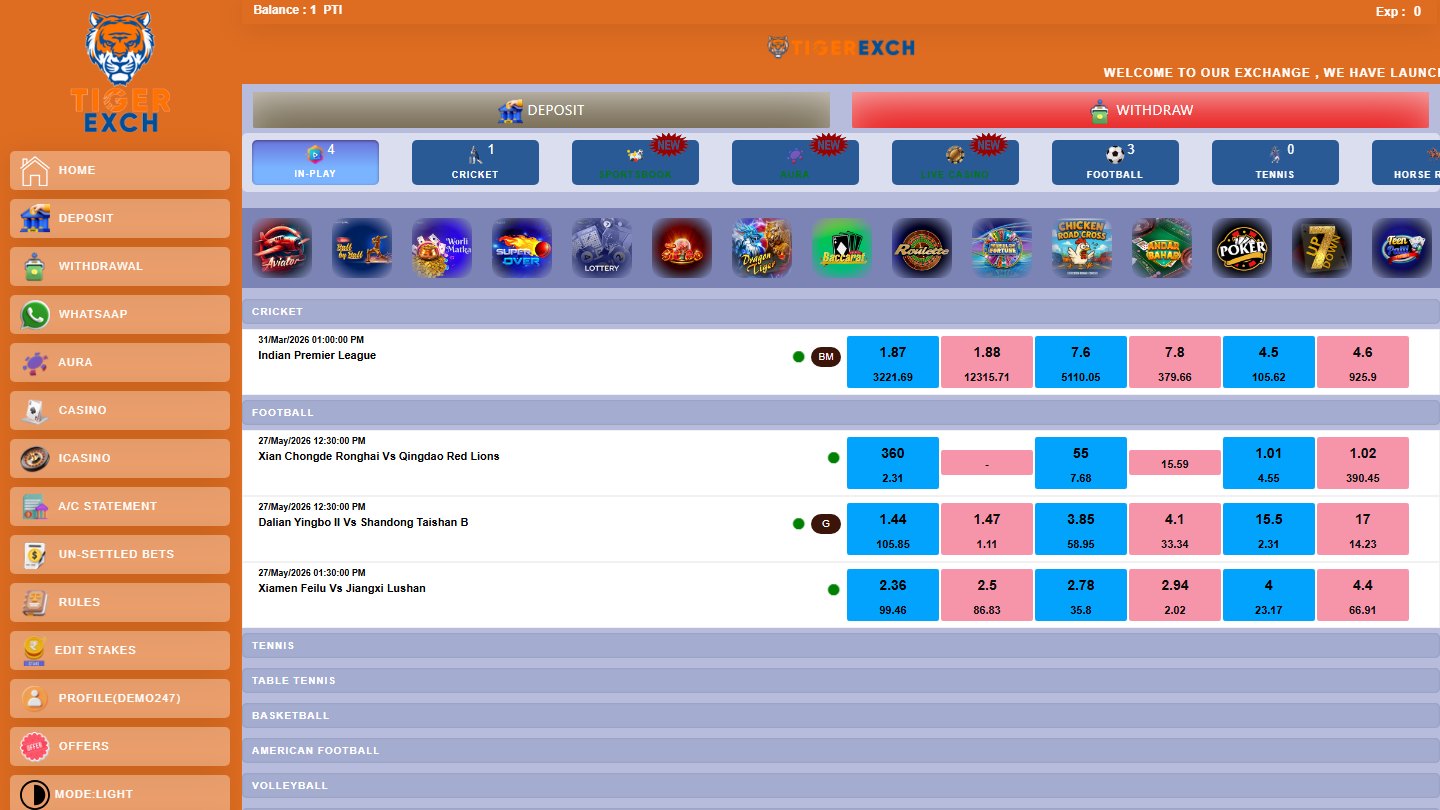 Balance : 1 PTI
Exp : 0
TIGER
EXCH
TIGEREXCH
WELCOME TO OUR EXCHANGE , WE HAVE LAUNC
HOME
DEPOSIT
WITHDRAWAL
WHATSAAP
AURA
CASINO
ICASINO
A/C STATEMENT
UN-SETTLED BETS
RULES
EDIT STAKES
PROFILE(DEMO247)
OFFER
OFFERS
MODE:LIGHT
DEPOSIT
WITHDRAW
4
IN-PLAY
1
CRICKET
NEW
SPORTSBOOK
NEW
AURA
NEW
LIVE CASINO
3
FOOTBALL
0
TENNIS
HORSE R
Aviator
Ball by Ball
Worli Matka
SUPER OVER
LOTTERY
Dragon Tiger
Baccarat
Roulette
WHEEL OF FORTUNE
CHICKEN ROAD CROSS
ANDAR BAHAR
POKER
7 UP DOWN
Teen
CRICKET
31/Mar/2026 01:00:00 PM
Indian Premier League
BM
1.87 1.88 7.6 7.8 4.5 4.6
3221.69 12315.71 5110.05 379.66 105.62 925.9
FOOTBALL
27/May/2026 12:30:00 PM
Xian Chongde Ronghai Vs Qingdao Red Lions
360 55 1.01 1.02
- 15.59
2.31 7.68 4.55 390.45
27/May/2026 12:30:00 PM
Dalian Yingbo II Vs Shandong Taishan B
G
1.44 1.47 3.85 4.1 15.5 17
105.85 1.11 58.95 33.34 2.31 14.23
27/May/2026 01:30:00 PM
Xiamen Feilu Vs Jiangxi Lushan
2.36 2.5 2.78 2.94 4 4.4
99.46 86.83 35.8 2.02 23.17 66.91
TENNIS
TABLE TENNIS
BASKETBALL
AMERICAN FOOTBALL
VOLLEYBALL